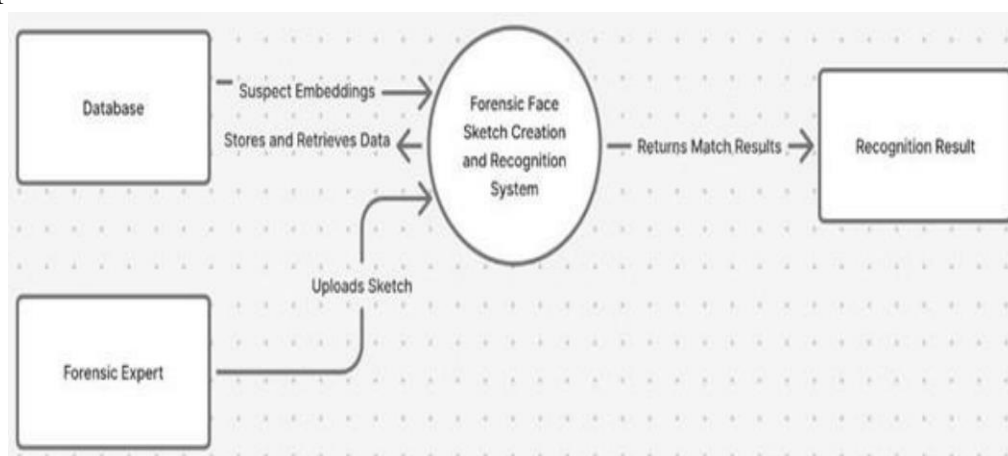 Database
Suspect Embeddings
Stores and Retrieves Data
Forensic Face
Sketch Creation
and Recognition
System
Returns Match Results
Recognition Result
Uploads Sketch
Forensic Expert